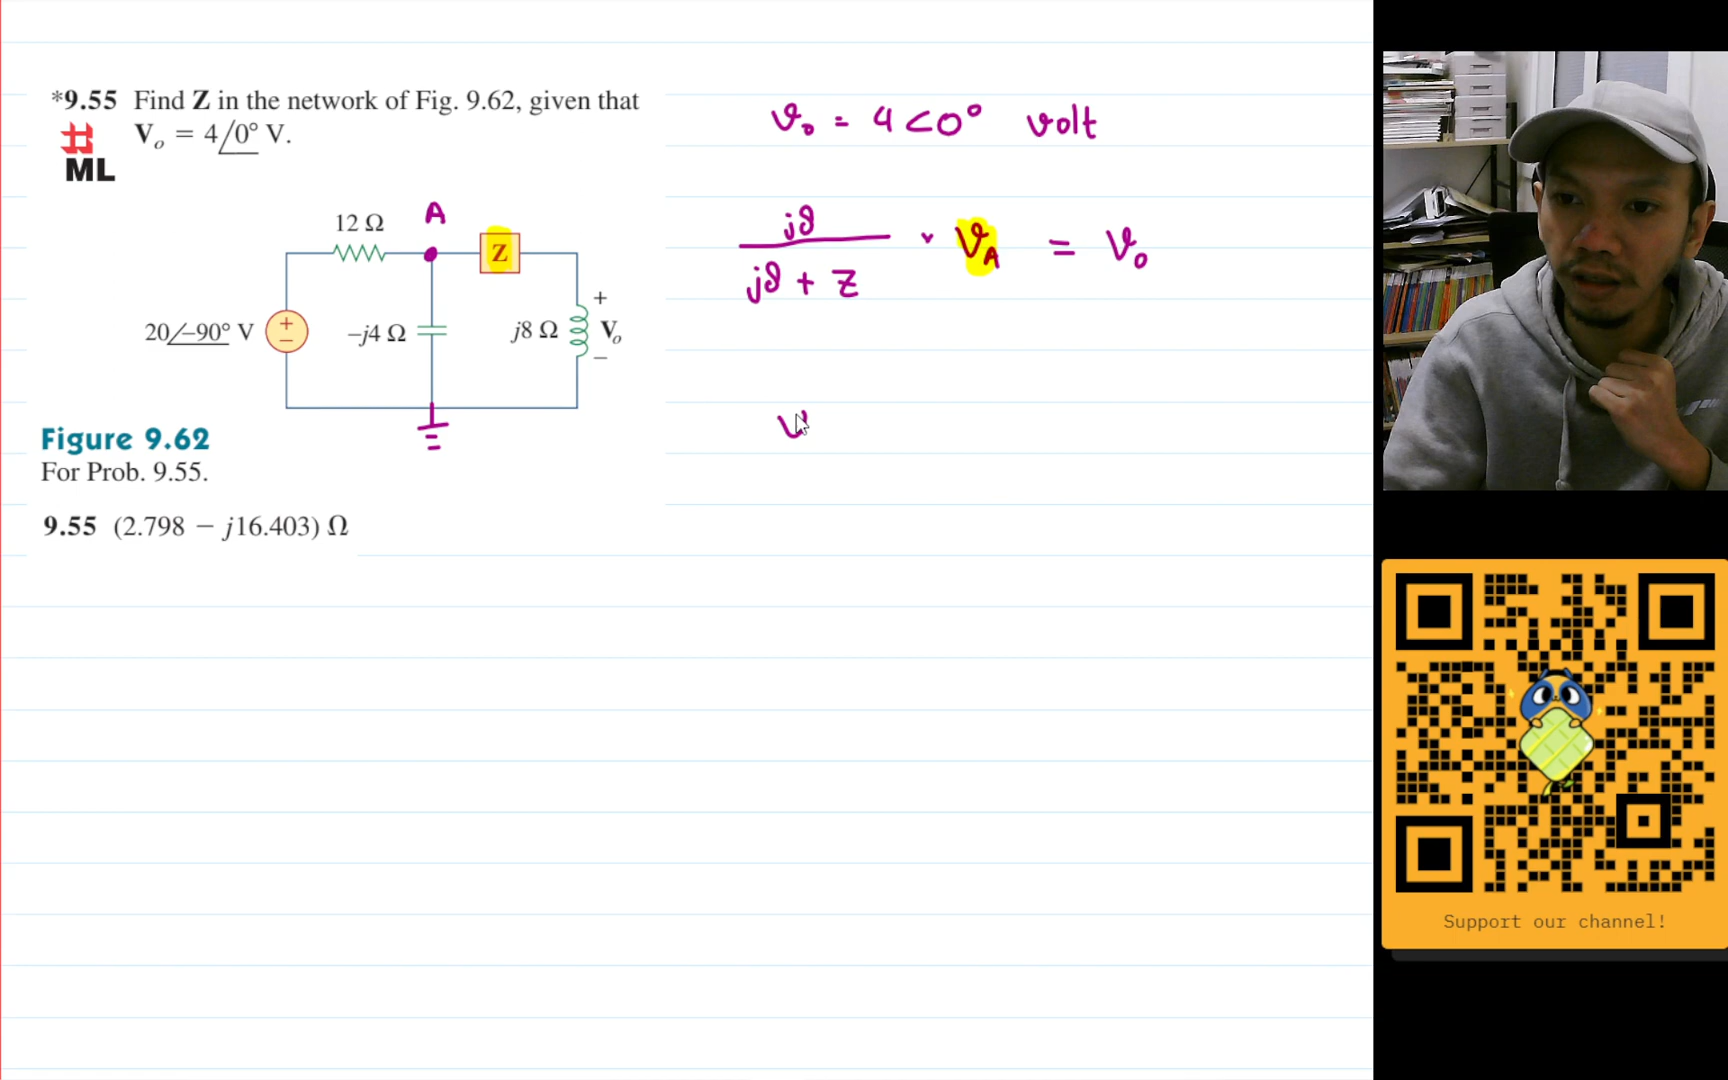 *9.55 Find Z in the network of Fig. 9.62, given that
V_o = 4∠0° V.
ML
12 Ω
A
Z
20∠−90° V
+
−
−j4 Ω
j8 Ω
+
V_o
−
Figure 9.62
For Prob. 9.55.
9.55 (2.798 − j16.403) Ω
v_o = 4 <0° volt
j8 / (j8 + Z) · V_A = v_o
V
Support our channel!